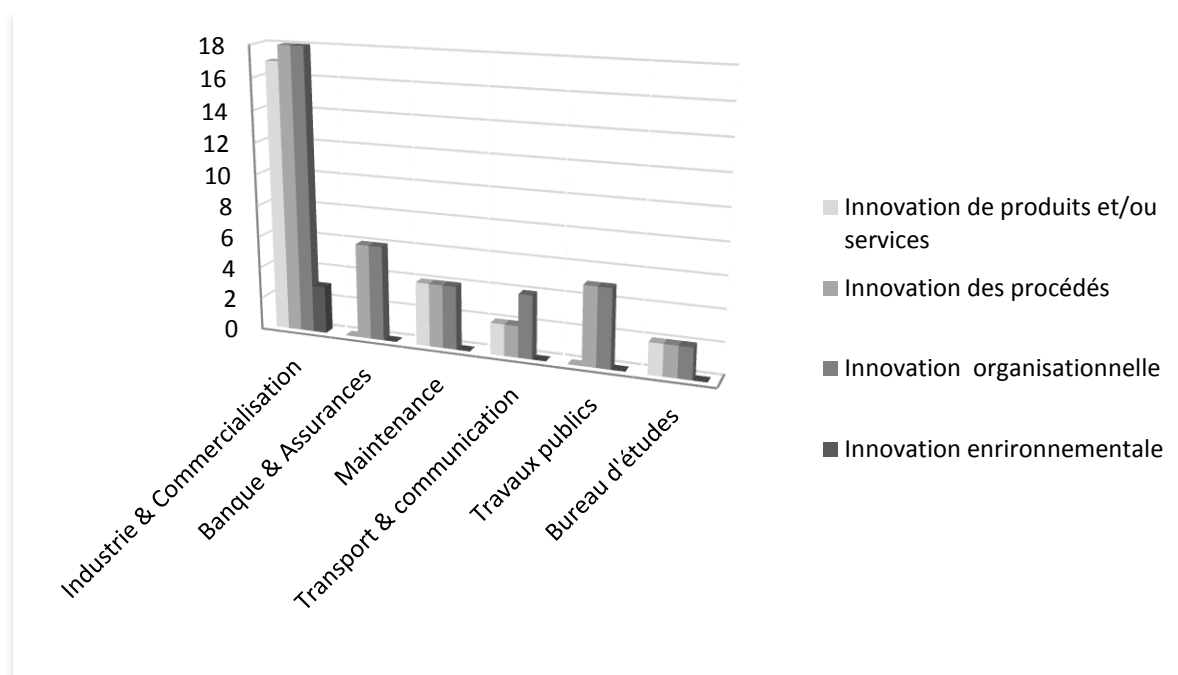 18
16
14
12
10
8
6
4
2
0
Industrie & Commercialisation
Banque & Assurances
Maintenance
Transport & communication
Travaux publics
Bureau d'études
Innovation de produits et/ou
services
Innovation des procédés
Innovation  organisationnelle
Innovation enrironnementale